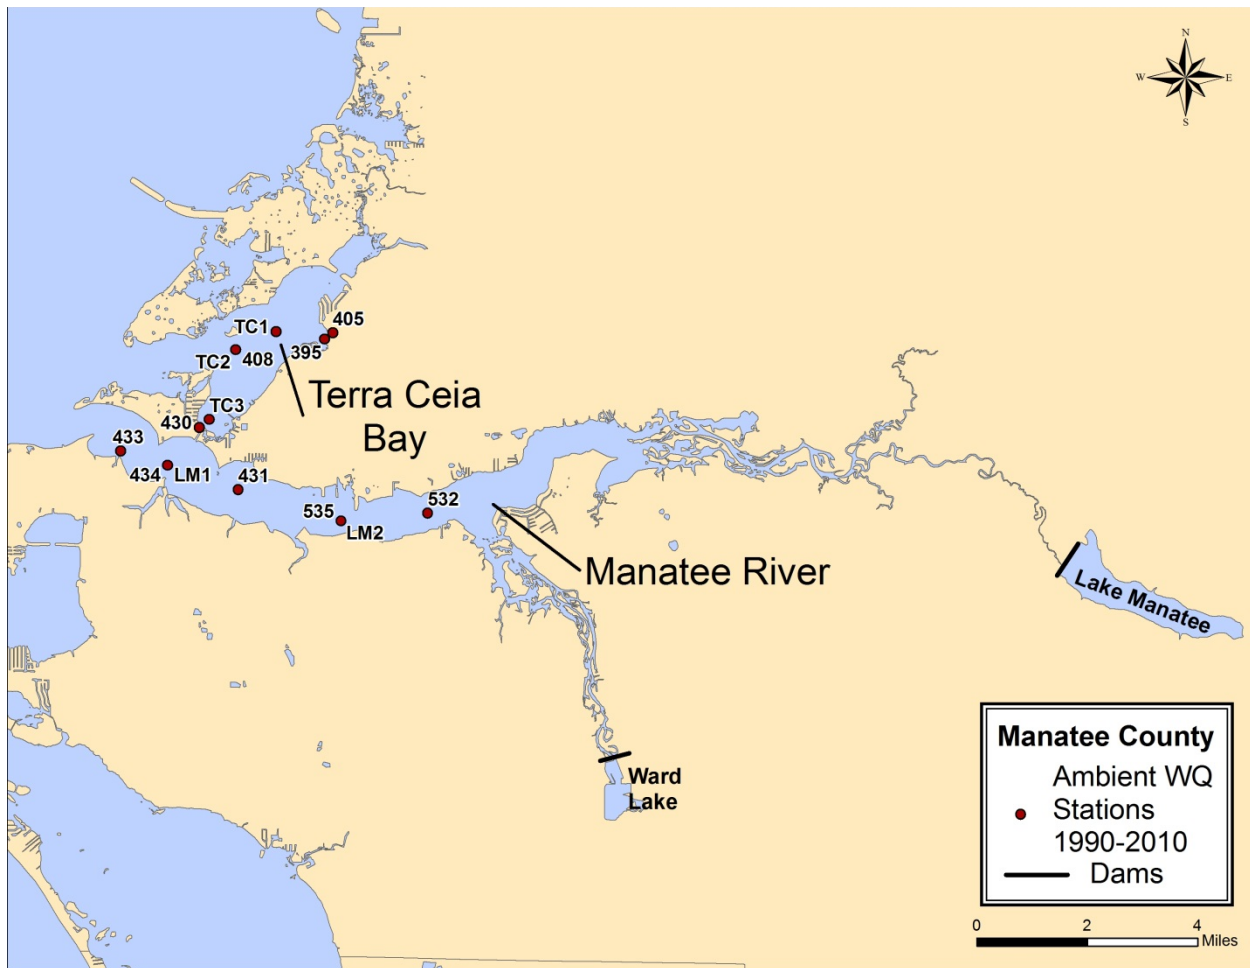 N
W E
S
405
TC1
395
TC2 408
Terra Ceia
Bay
TC3
430
433
434 LM1 431
532
535
LM2
Manatee River
Lake Manatee
Ward
Lake
Manatee County
Ambient WQ
Stations
1990-2010
Dams
0 2 4
Miles